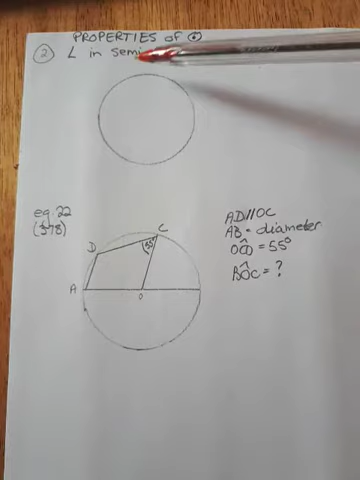 PROPERTIES of ⊙
② L in semi
eg. 22
(378)
AD//OC
AB = diameter
OĈD = 55°
BÔC = ?
C
55°
D
A
O